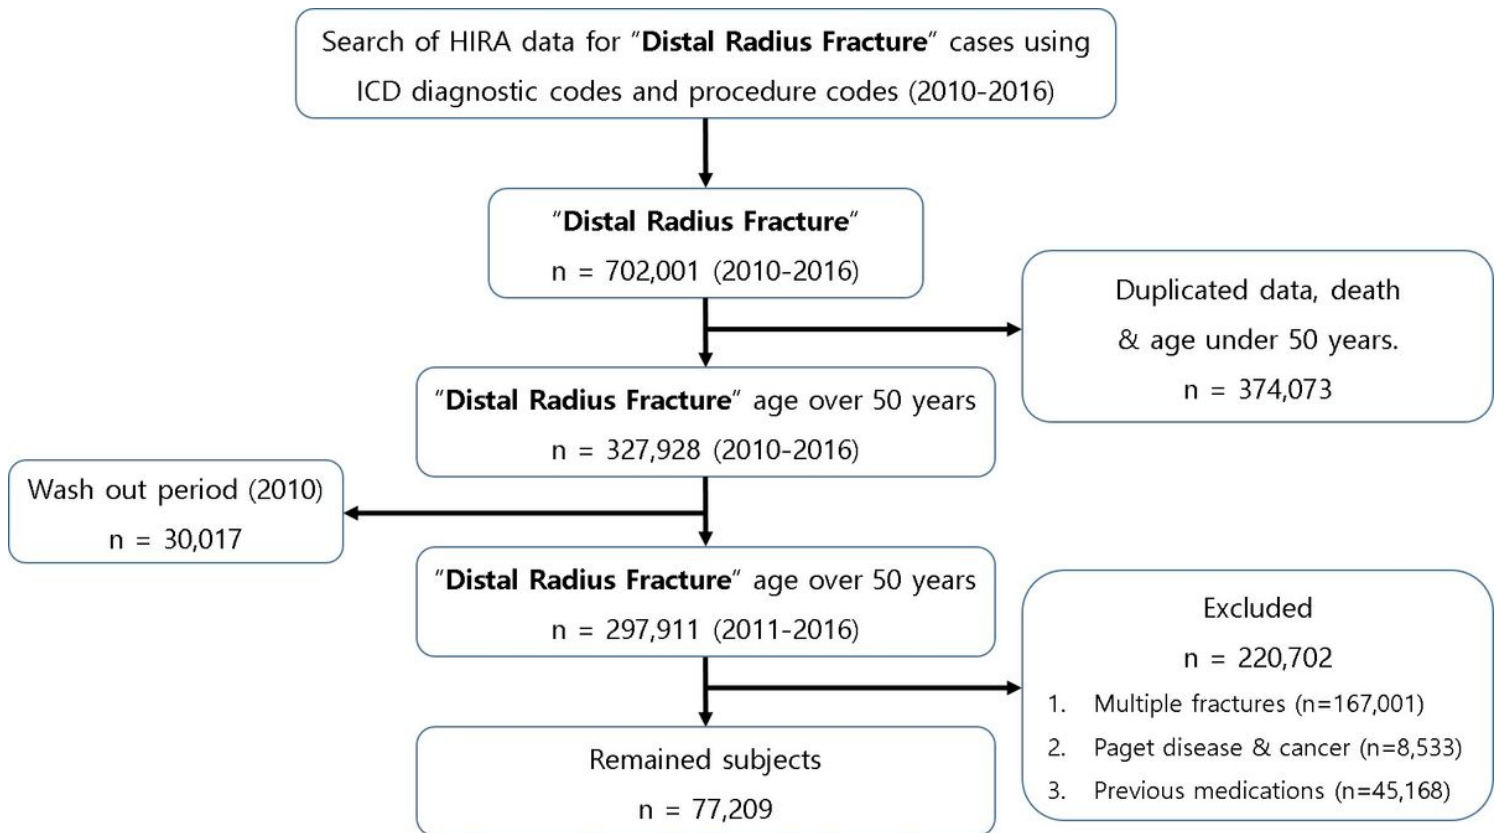 Search of HIRA data for “Distal Radius Fracture” cases using
ICD diagnostic codes and procedure codes (2010-2016)
“Distal Radius Fracture”
n = 702,001 (2010-2016)
Duplicated data, death
& age under 50 years.
n = 374,073
“Distal Radius Fracture” age over 50 years
n = 327,928 (2010-2016)
Wash out period (2010)
n = 30,017
“Distal Radius Fracture” age over 50 years
n = 297,911 (2011-2016)
Excluded
n = 220,702
1. Multiple fractures (n=167,001)
2. Paget disease & cancer (n=8,533)
3. Previous medications (n=45,168)
Remained subjects
n = 77,209